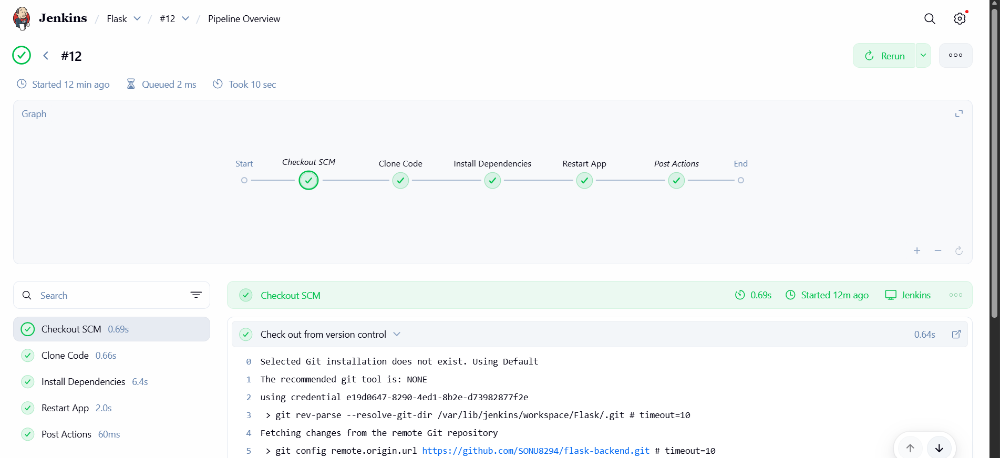 Jenkins / Flask / #12 / Pipeline Overview
#12
Rerun
Started 12 min ago Queued 2 ms Took 10 sec
Graph
Start Checkout SCM Clone Code Install Dependencies Restart App Post Actions End
Search
Checkout SCM 0.69s
Clone Code 0.66s
Install Dependencies 6.4s
Restart App 2.0s
Post Actions 60ms
Checkout SCM 0.69s Started 12m ago Jenkins
Check out from version control 0.64s
0 Selected Git installation does not exist. Using Default
1 The recommended git tool is: NONE
2 using credential e19d0647-8290-4ed1-8b2e-d73982877f2e
3 > git rev-parse --resolve-git-dir /var/lib/jenkins/workspace/Flask/.git # timeout=10
4 Fetching changes from the remote Git repository
5 > git config remote.origin.url https://github.com/SONU8294/flask-backend.git # timeout=10